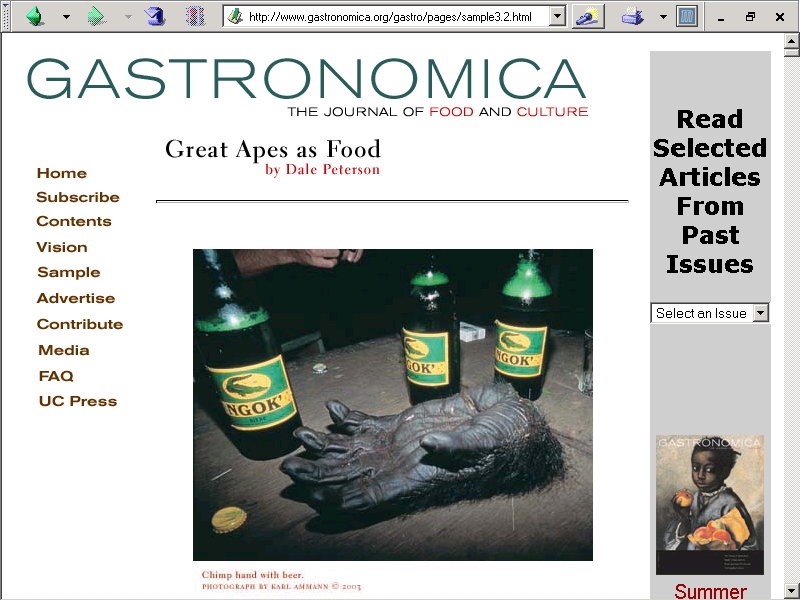 http://www.gastronomica.org/gastro/pages/sample3.2.html
GASTRONOMICA
THE JOURNAL OF FOOD AND CULTURE
Great Apes as Food
by Dale Peterson
Home
Subscribe
Contents
Vision
Sample
Advertise
Contribute
Media
FAQ
UC Press
NGOK'
NGOK'
NGOK'
Chimp hand with beer.
PHOTOGRAPH BY KARL AMMANN © 2003
Read
Selected
Articles
From
Past
Issues
Select an Issue
GASTRONOMICA
Summer